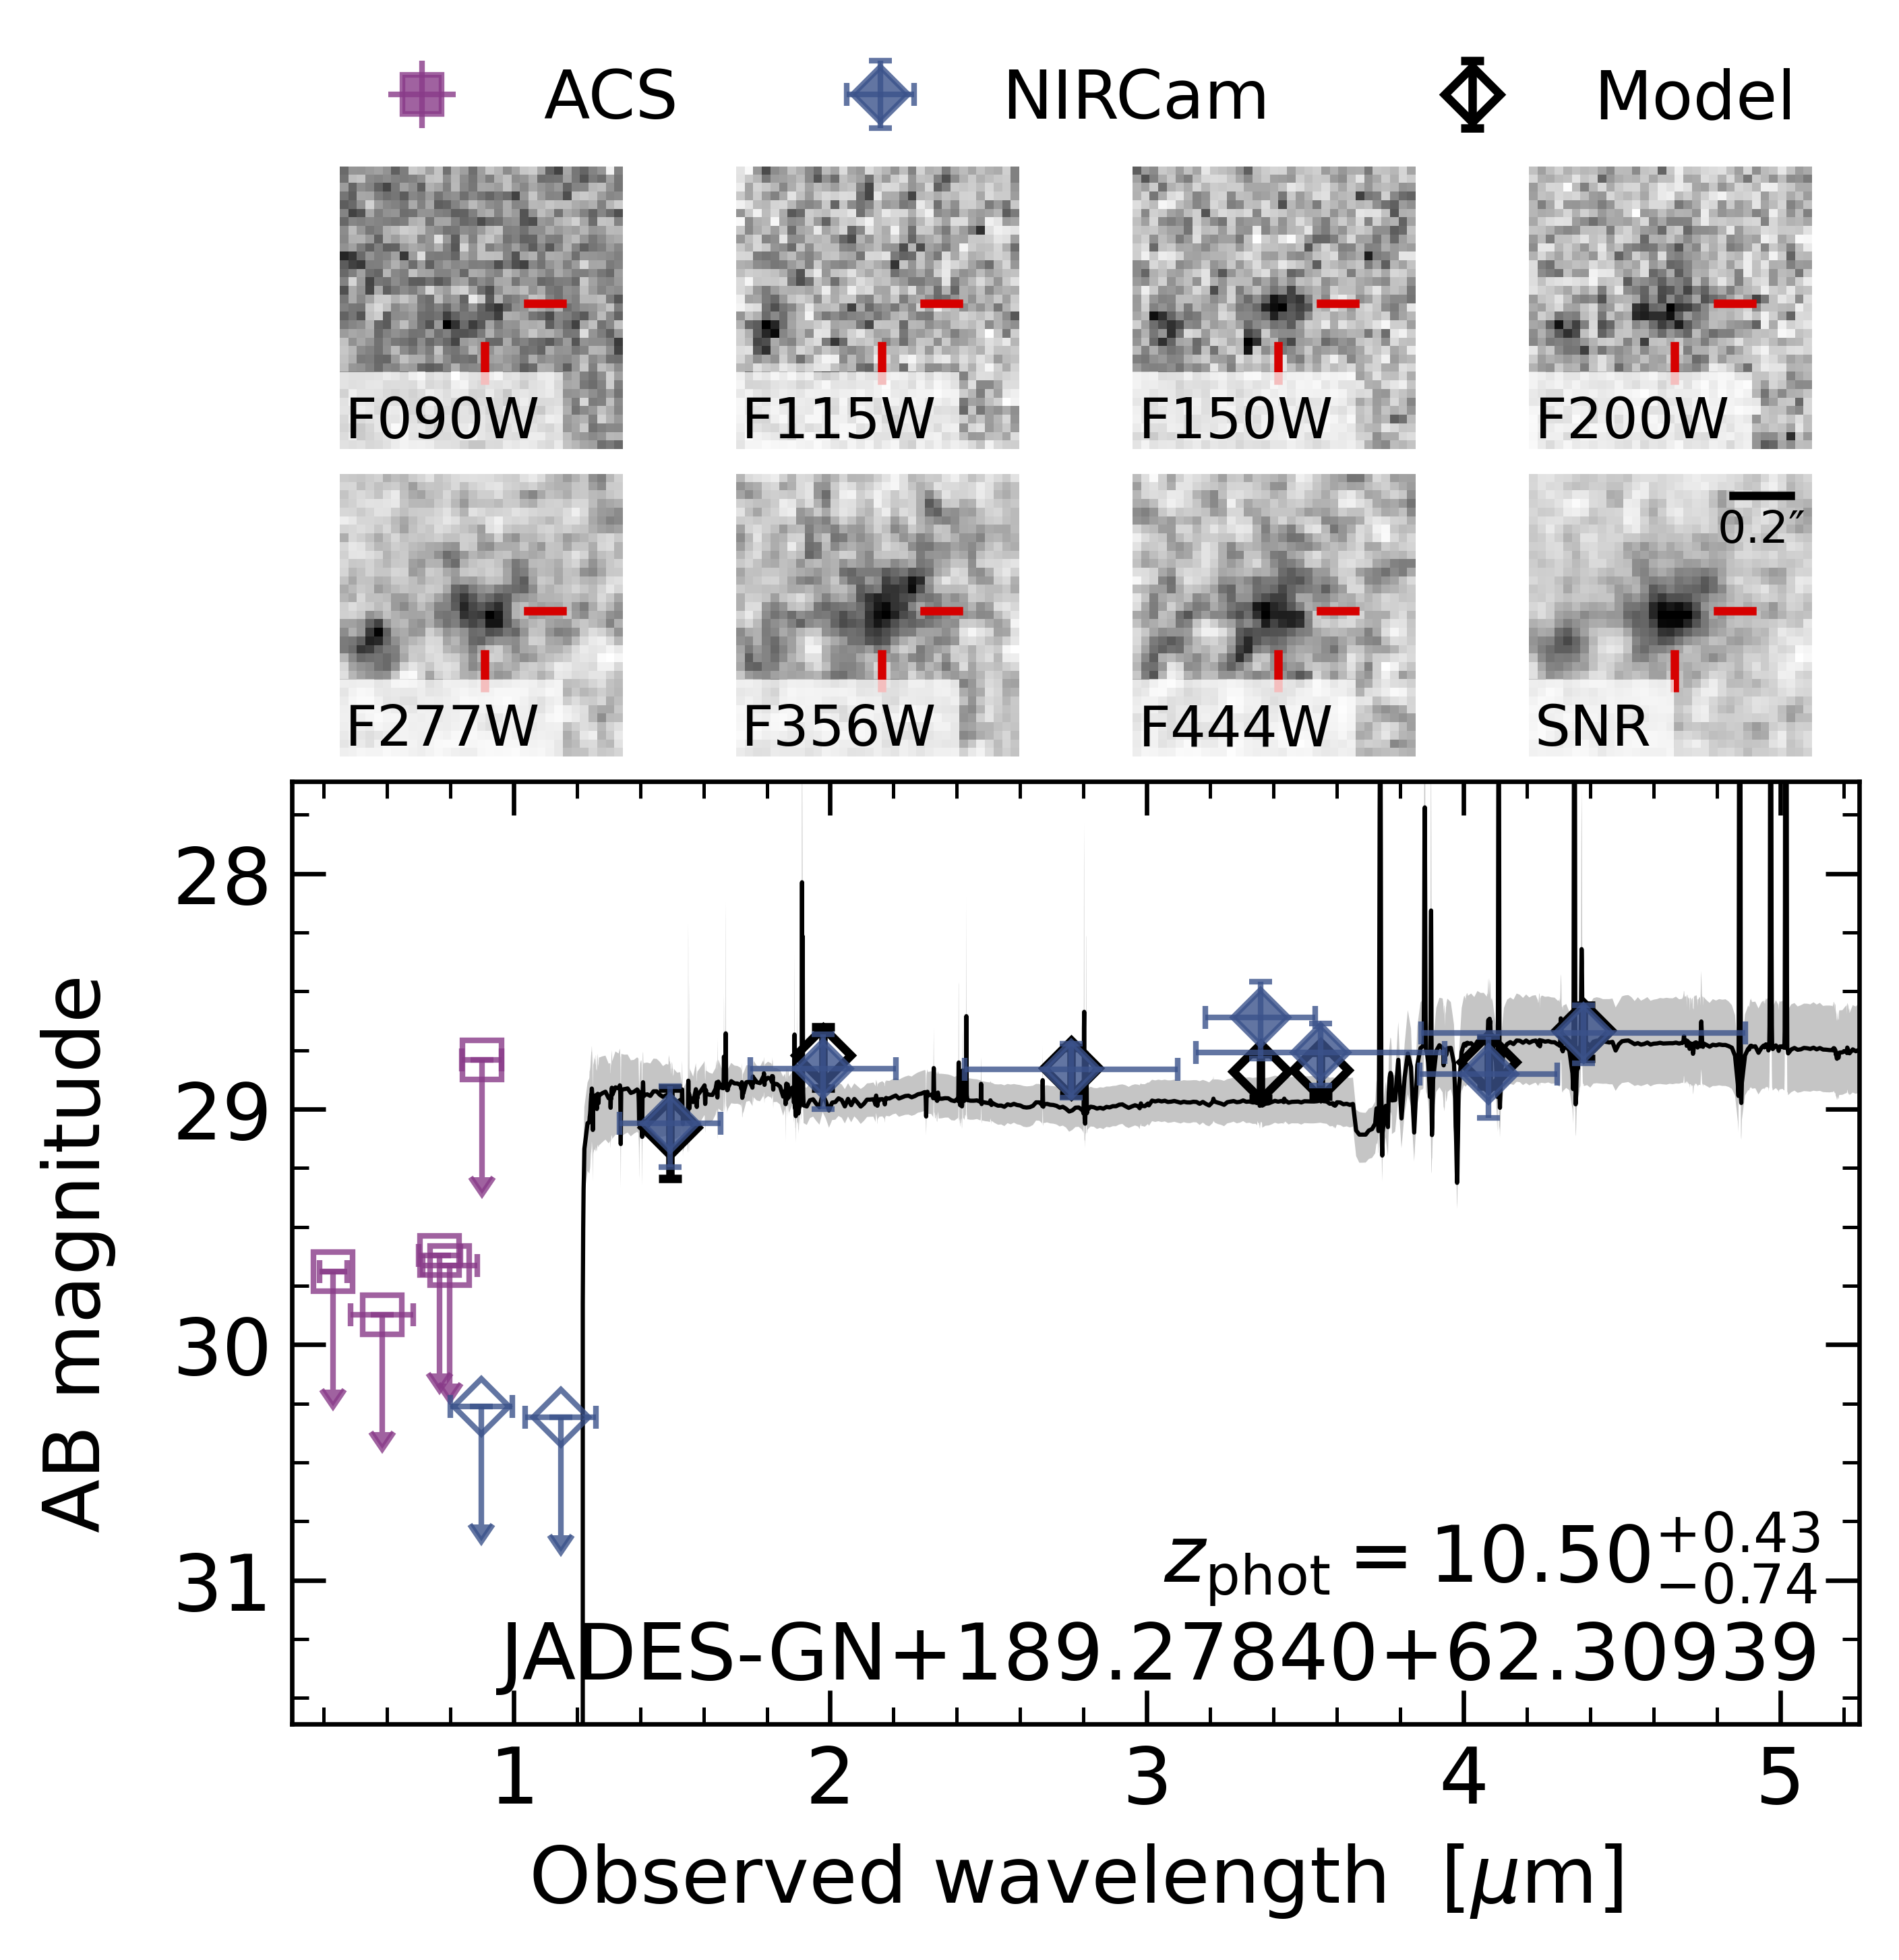 ACS NIRCam Model
F090W F115W F150W F200W
0.2″
F277W F356W F444W SNR
28
29
30
31
AB magnitude
z_phot = 10.50^{+0.43}_{−0.74}
JADES-GN+189.27840+62.30939
1 2 3 4 5
Observed wavelength [μm]